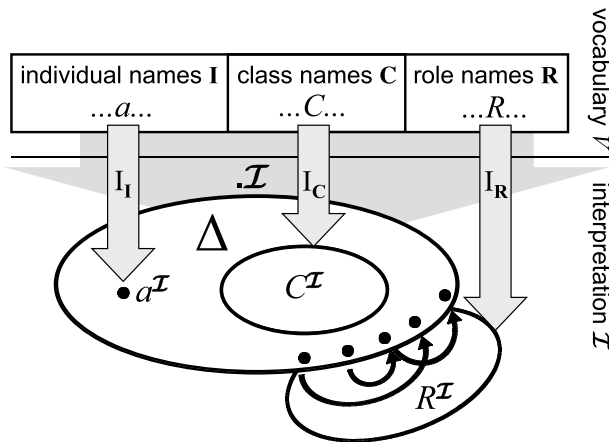 individual names I
class names C
role names R
...a...
...C...
...R...
vocabulary 𝒱
I_I
.ℐ
I_C
I_R
Δ
a^ℐ
C^ℐ
R^ℐ
interpretation ℐ